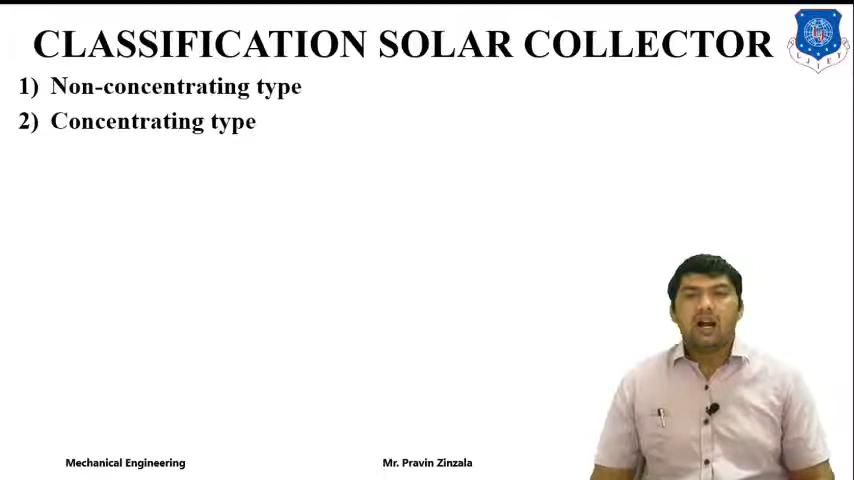 CLASSIFICATION SOLAR COLLECTOR
1) Non-concentrating type
2) Concentrating type
Mechanical Engineering
Mr. Pravin Zinzala